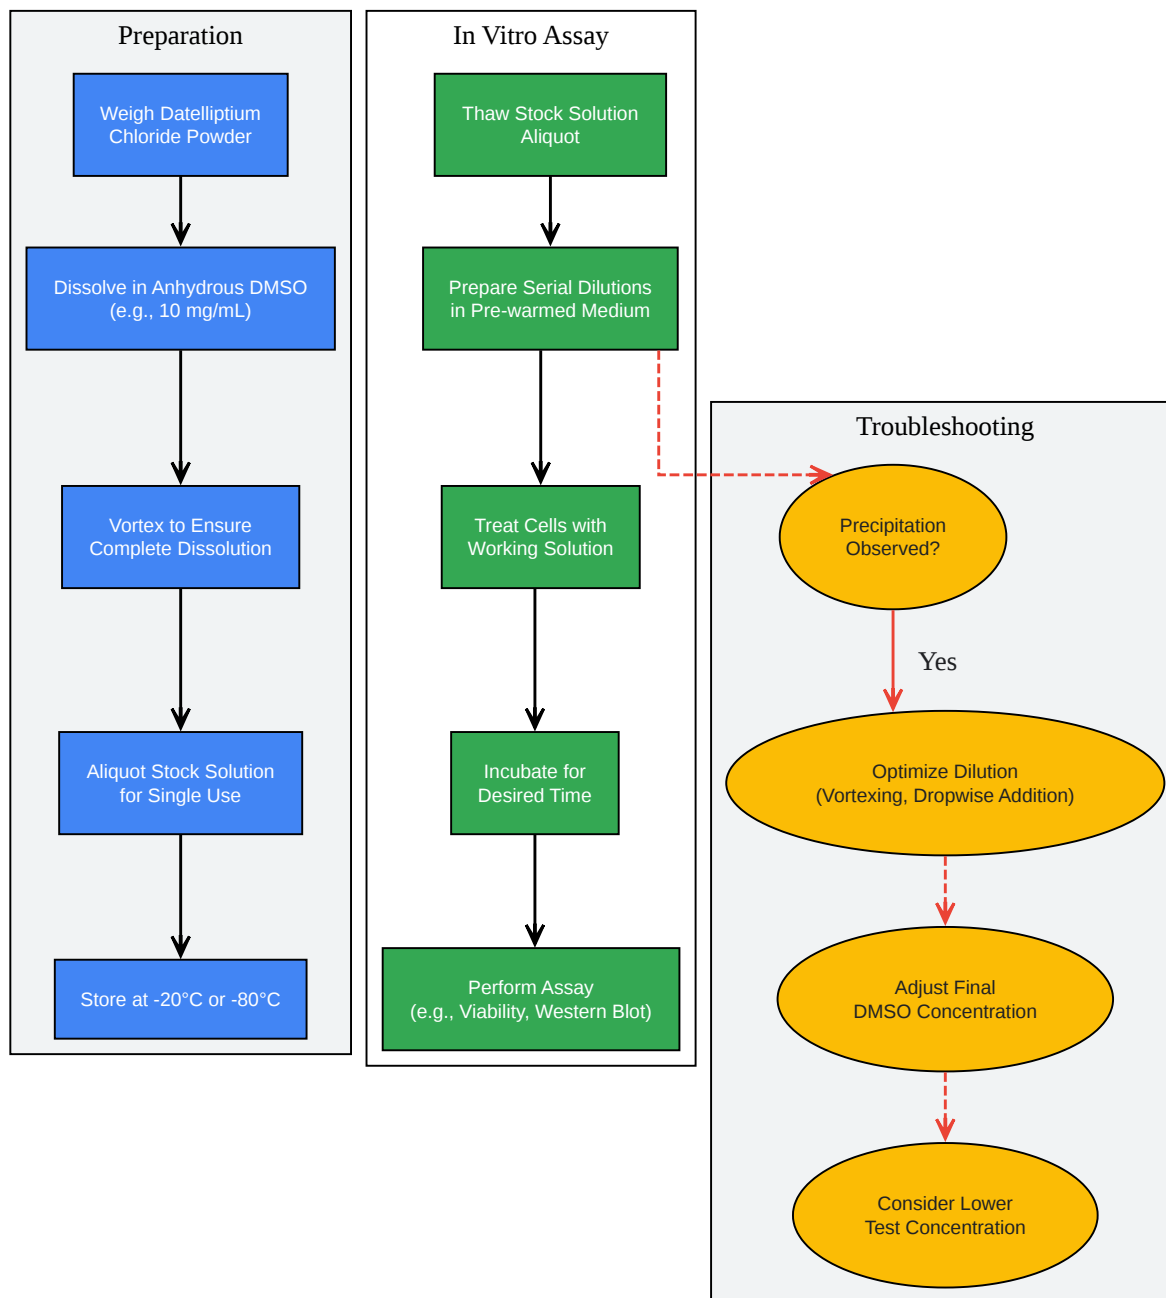 Preparation
Weigh Datelliptium
Chloride Powder
Dissolve in Anhydrous DMSO
(e.g., 10 mg/mL)
Vortex to Ensure
Complete Dissolution
Aliquot Stock Solution
for Single Use
Store at -20°C or -80°C
In Vitro Assay
Thaw Stock Solution
Aliquot
Prepare Serial Dilutions
in Pre-warmed Medium
Treat Cells with
Working Solution
Incubate for
Desired Time
Perform Assay
(e.g., Viability, Western Blot)
Troubleshooting
Precipitation
Observed?
Yes
Optimize Dilution
(Vortexing, Dropwise Addition)
Adjust Final
DMSO Concentration
Consider Lower
Test Concentration